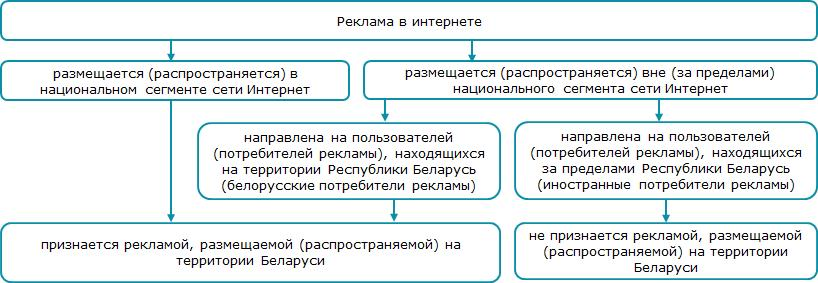 Реклама в интернете
размещается (распространяется) в
национальном сегменте сети Интернет
размещается (распространяется) вне (за пределами)
национального сегмента сети Интернет
направлена на пользователей
(потребителей рекламы), находящихся
на территории Республики Беларусь
(белорусские потребители рекламы)
направлена на пользователей
(потребителей рекламы), находящихся
за пределами Республики Беларусь
(иностранные потребители рекламы)
признается рекламой, размещаемой (распространяемой) на
территории Беларуси
не признается рекламой, размещаемой
(распространяемой) на территории
Беларуси